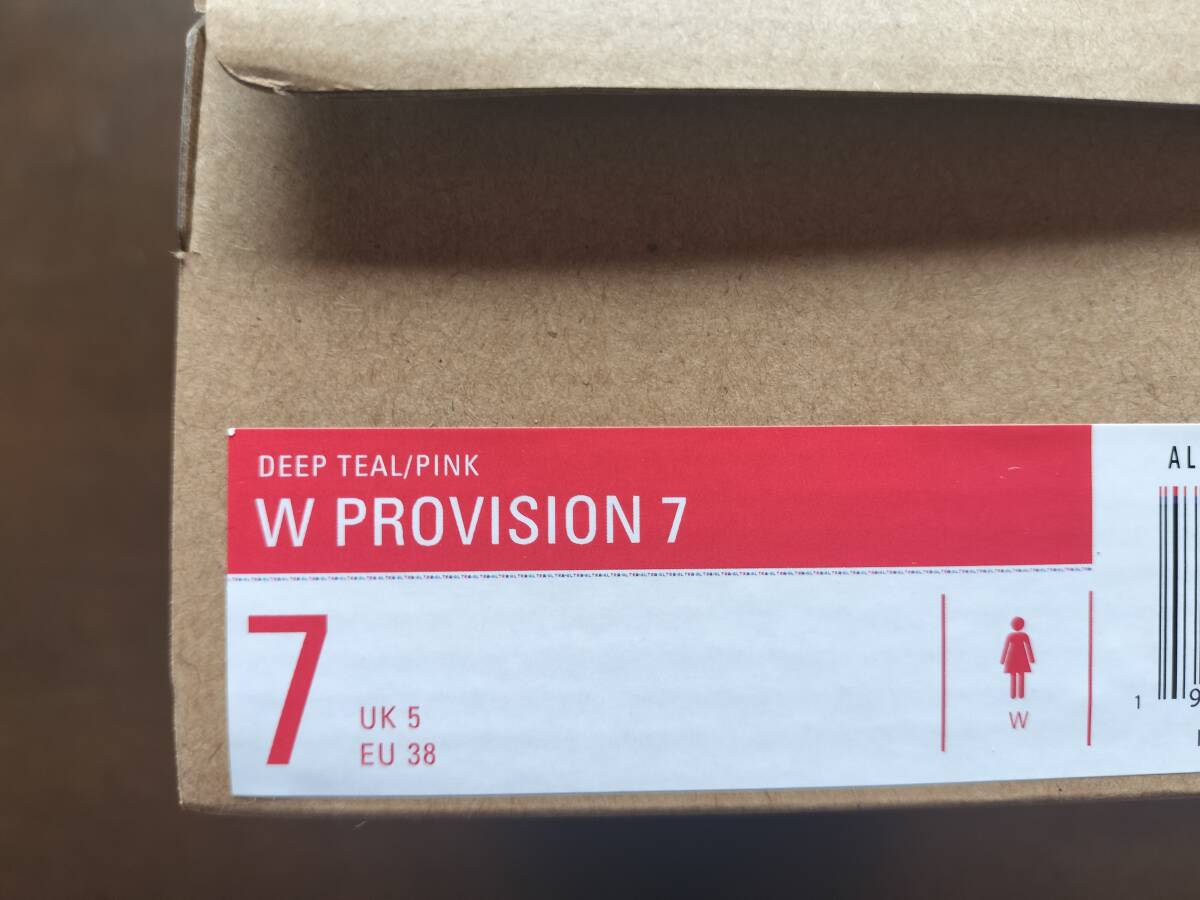 DEEP TEAL/PINK
W PROVISION 7
7
UK 5
EU 38
W
AL
1 9